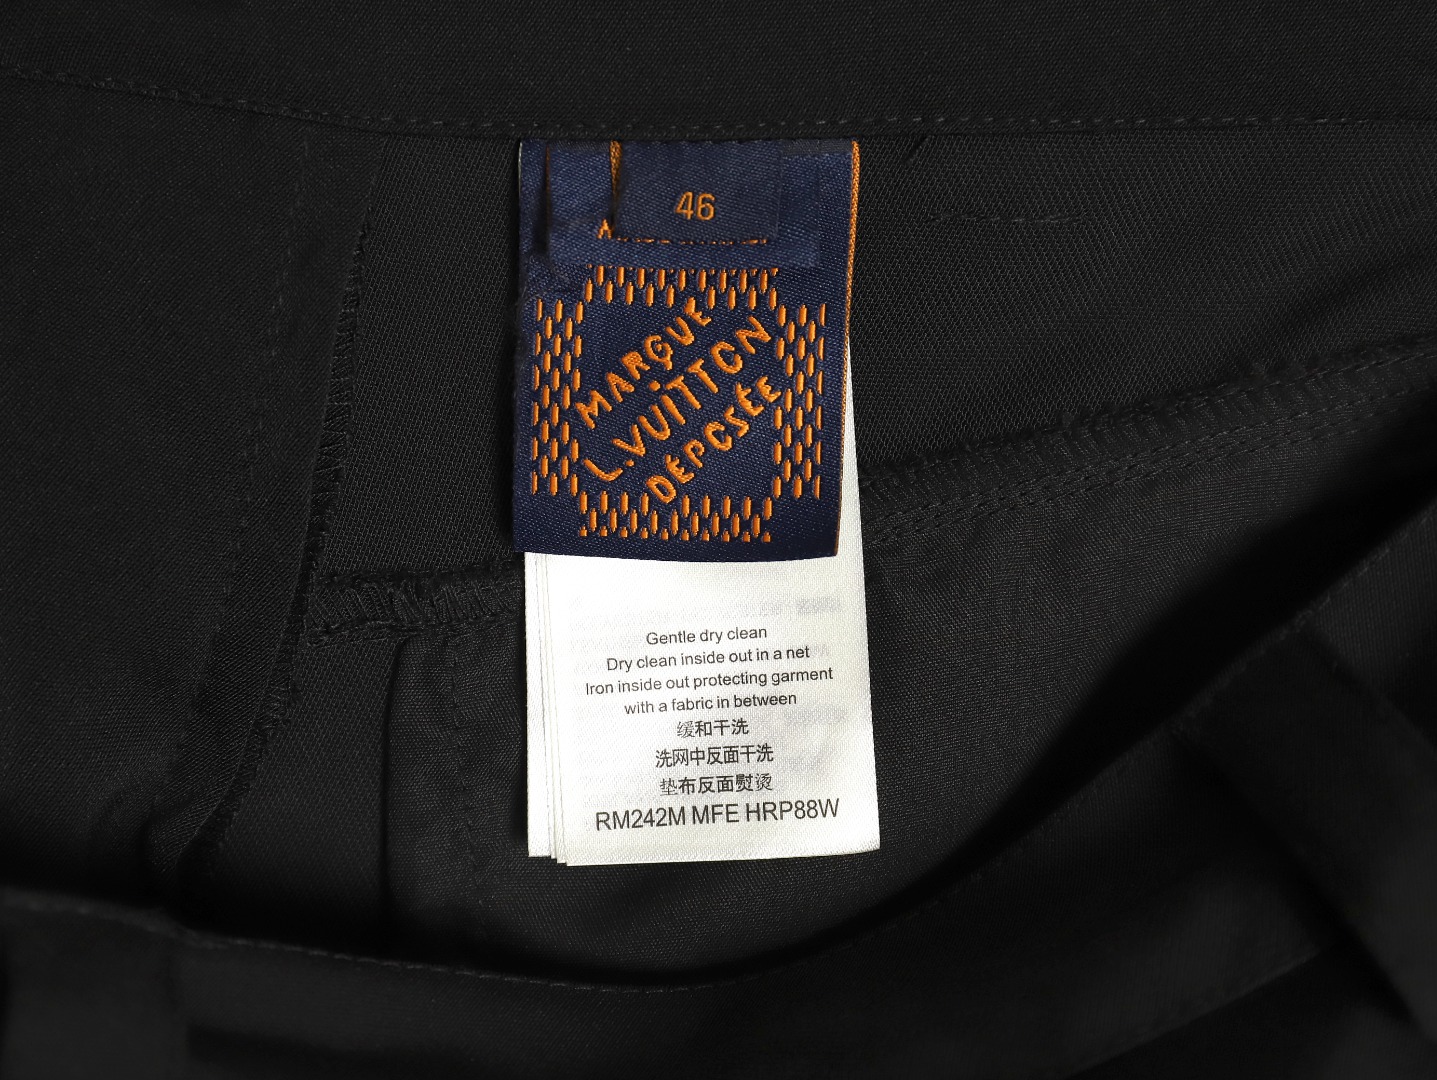 46
MARQUE
L.VUITTON
DÉPOSÉE
Gentle dry clean
Dry clean inside out in a net
Iron inside out protecting garment
with a fabric in between
缓和干洗
洗网中反面干洗
垫布反面熨烫
RM242M MFE HRP88W